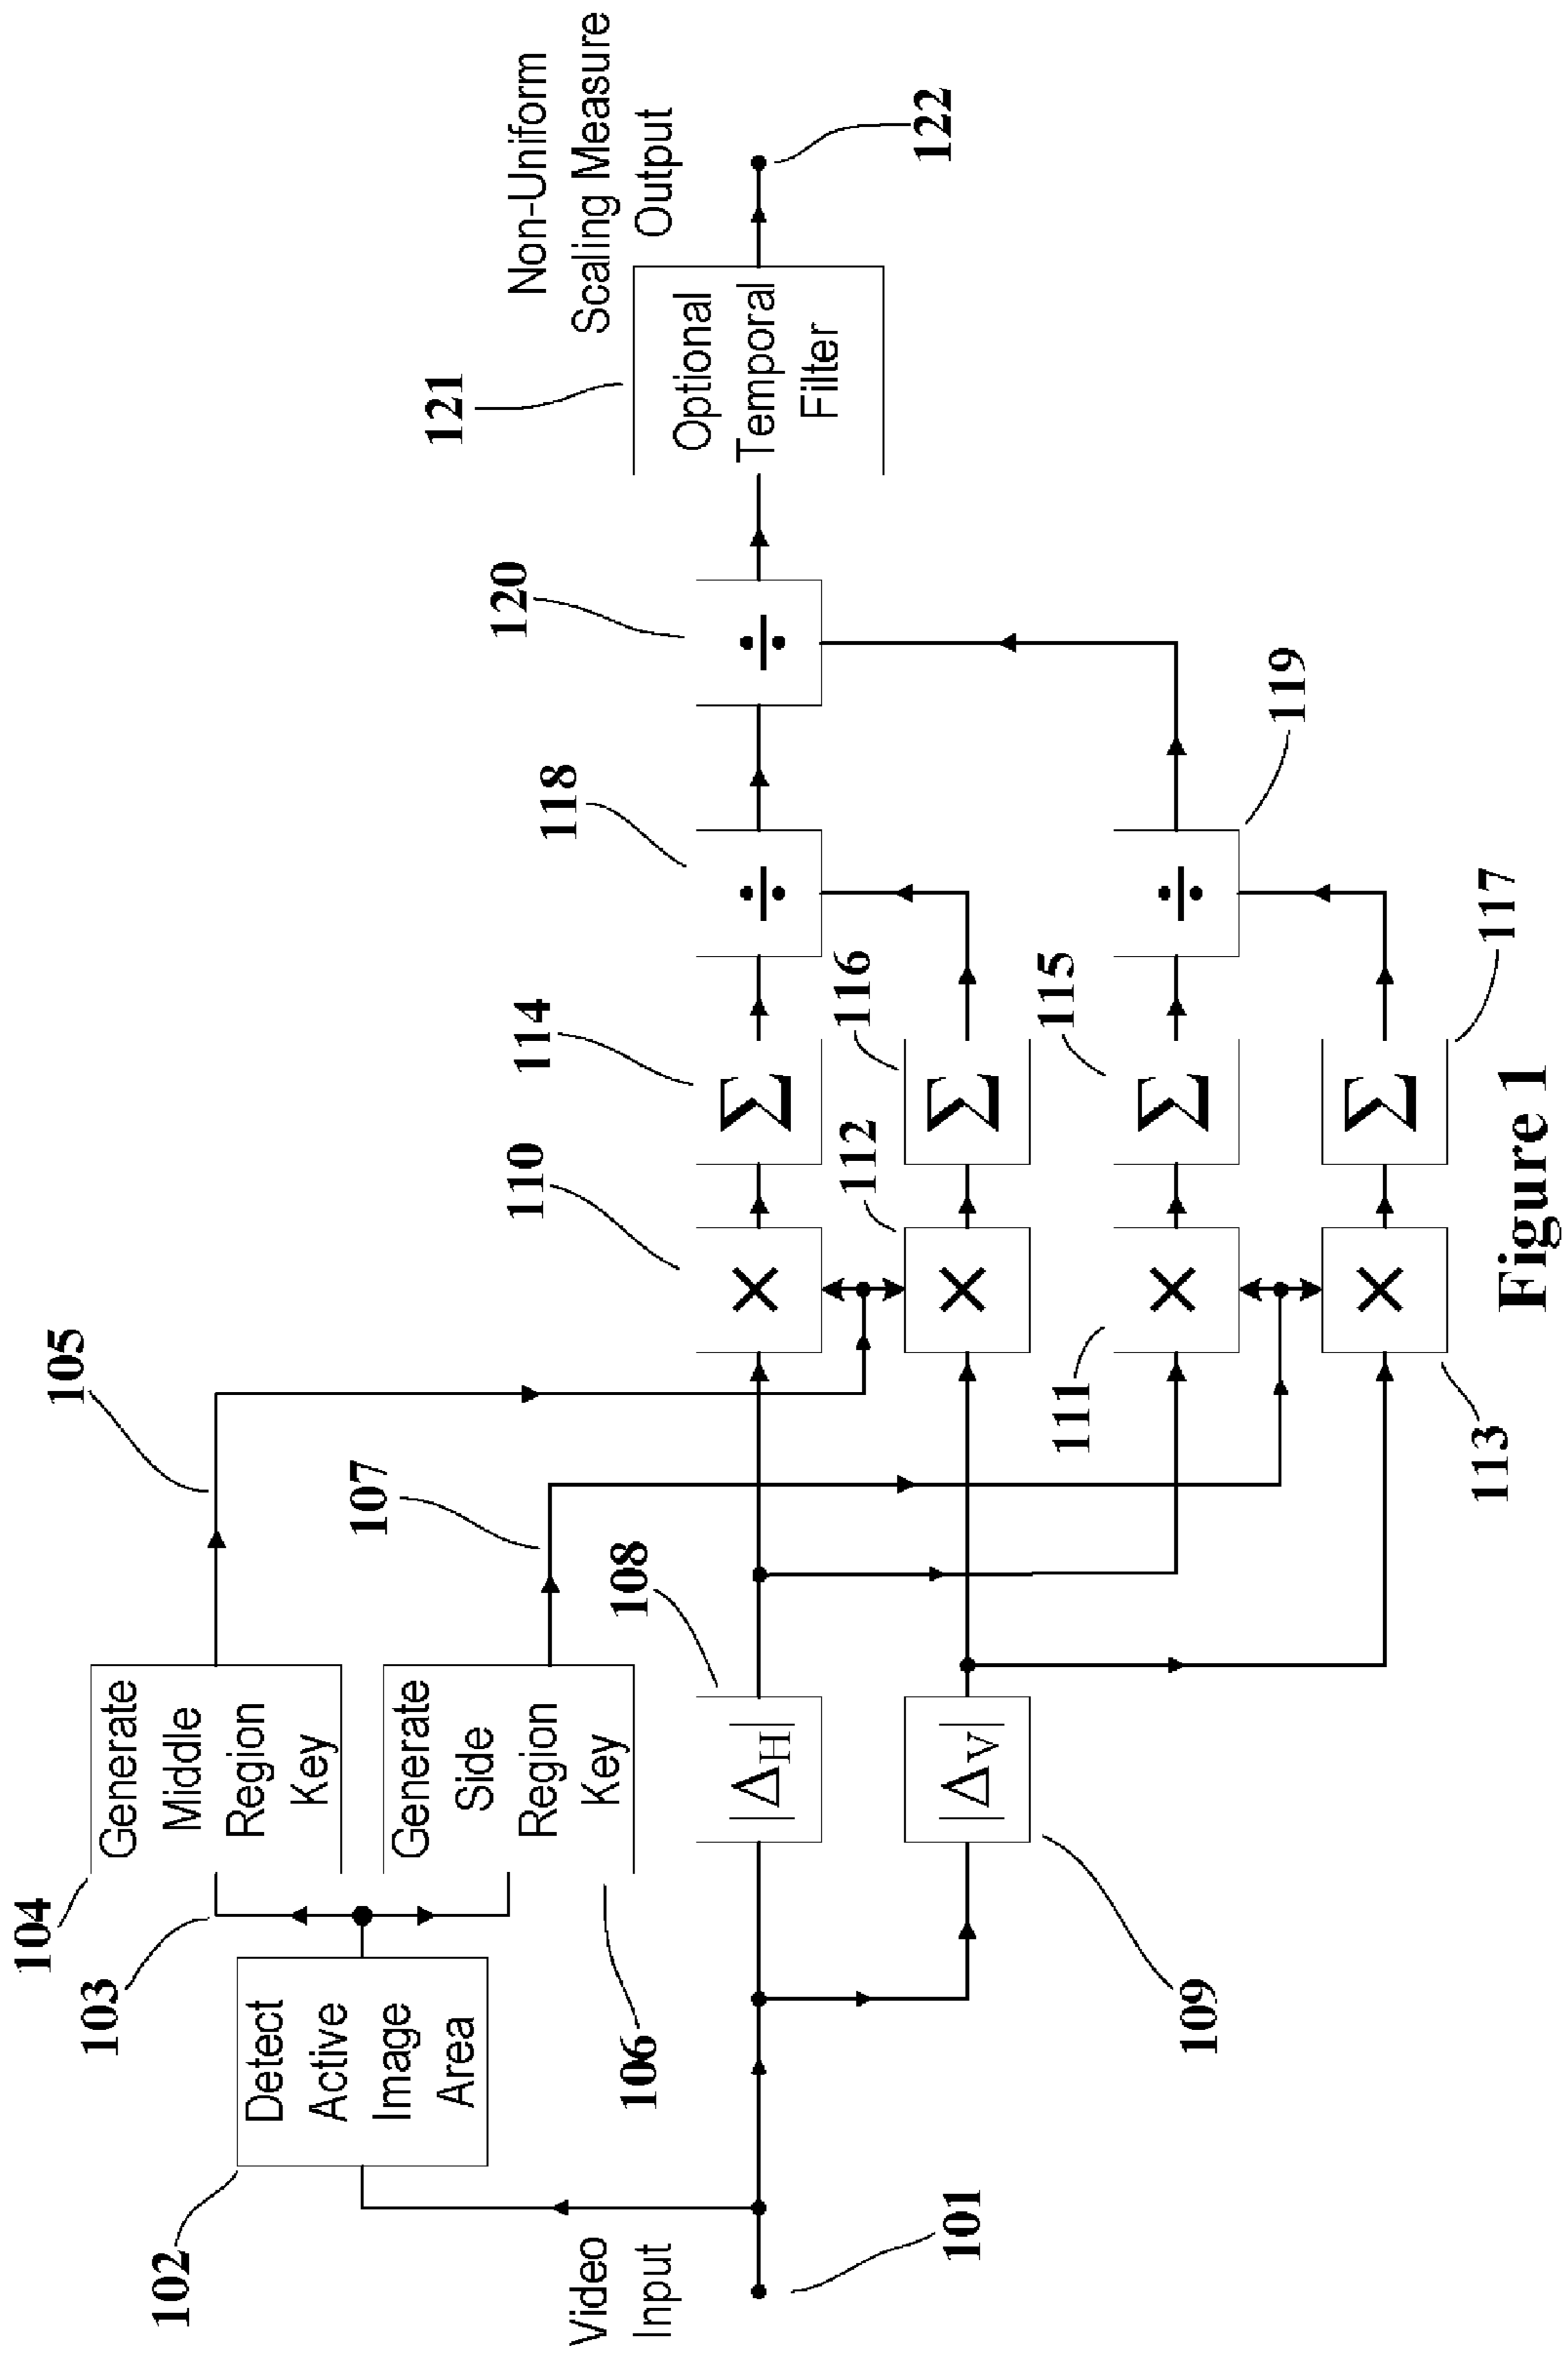 104
Generate
Middle
Region
Key
105
103
102
Detect
Active
Image
Area
Generate
Side
Region
Key
106
107
Video
Input
101
108
|ΔH|
109
|ΔV|
110
×
112
×
111
×
113
×
114
Σ
116
Σ
115
Σ
117
Σ
118
÷
119
÷
120
÷
121
Optional
Temporal
Filter
Non-Uniform
Scaling Measure
Output
122
Figure 1